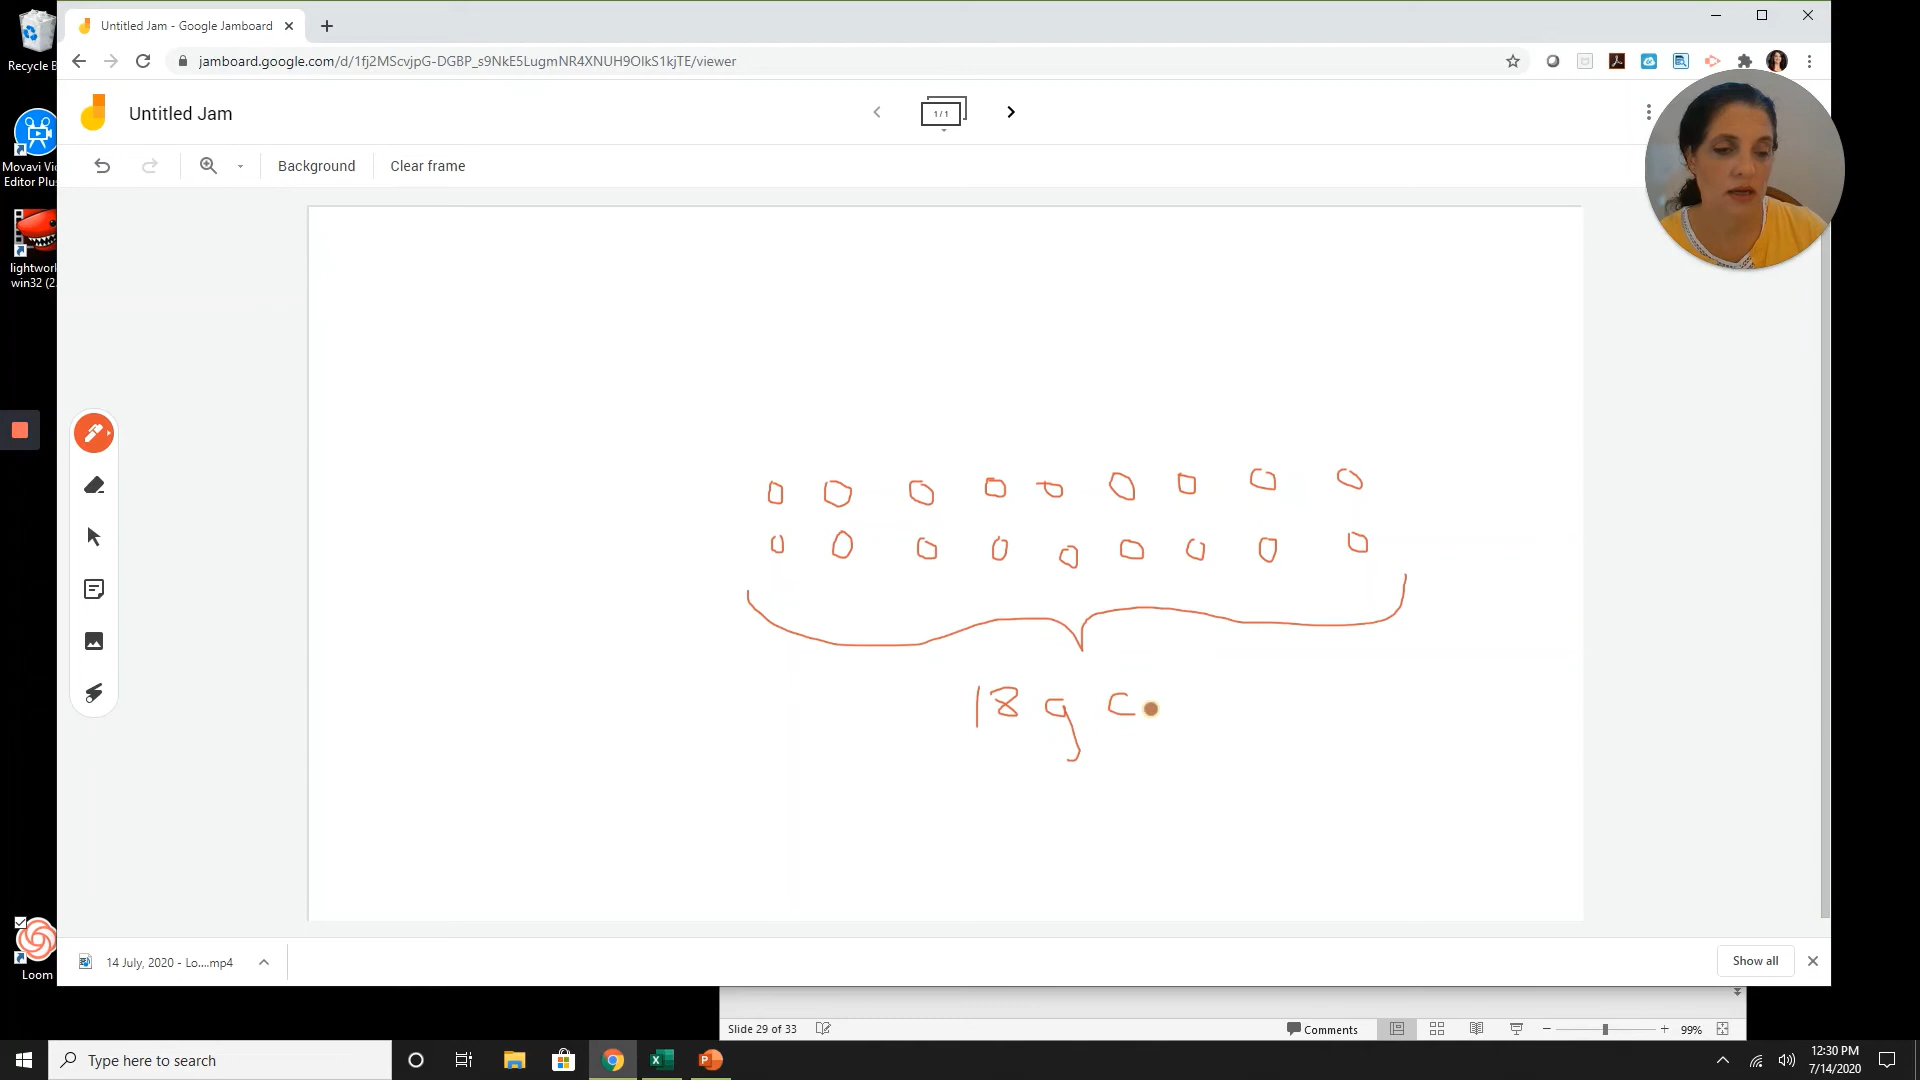 Untitled Jam - Google Jamboard
jamboard.google.com/d/1fj2MScvjpG-DGBP_s9NkE5LugmNR4XNUH9OlkS1kjTE/viewer
Recycle B
Untitled Jam
1/1
Background
Clear frame
Movavi Vi
Editor Plus
lightwork
win32 (2.
18 g C
Loom
14 July, 2020 - Lo....mp4
Show all
Slide 29 of 33
Comments
99%
Type here to search
12:30 PM
7/14/2020